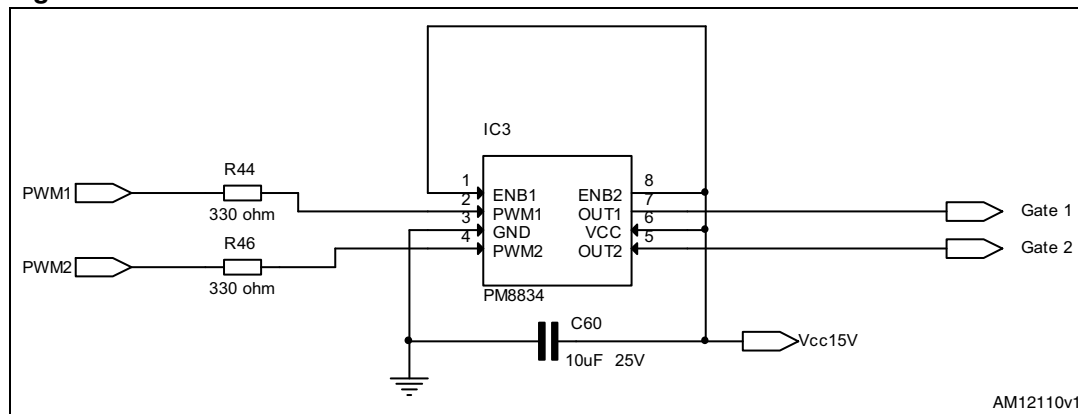 IC3
R44
PWM1
330 ohm
R46
PWM2
330 ohm
1 ENB1
2 PWM1
3 GND
4 PWM2
ENB2 8
OUT1 7
VCC 6
OUT2 5
PM8834
Gate 1
Gate 2
C60
10uF 25V
Vcc15V
AM12110v1